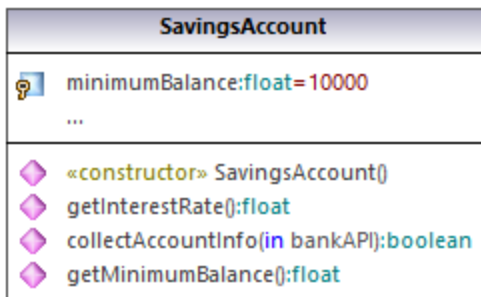 SavingsAccount
minimumBalance:float=10000
...
«constructor» SavingsAccount()
getInterestRate():float
collectAccountInfo(in bankAPI):boolean
getMinimumBalance():float